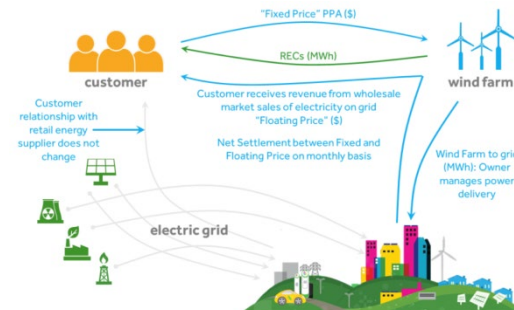 "Fixed Price" PPA ($)
RECs (MWh)
customer
wind farm
Customer receives revenue from wholesale
market sales of electricity on grid
"Floating Price" ($)
Net Settlement between Fixed and
Floating Price on monthly basis
Customer
relationship with
retail energy
supplier does not
change
Wind Farm to grid
(MWh): Owner
manages power
delivery
electric grid